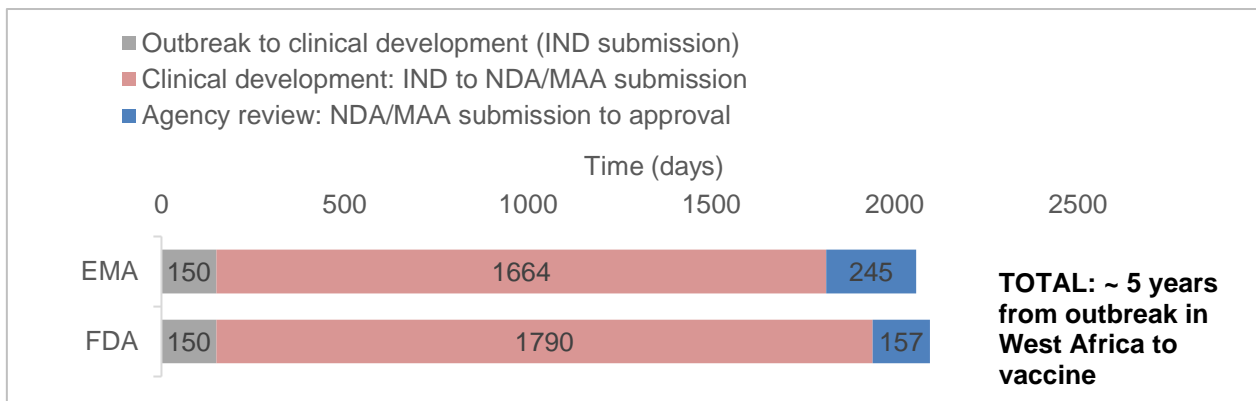 Outbreak to clinical development (IND submission)
Clinical development: IND to NDA/MAA submission
Agency review: NDA/MAA submission to approval
Time (days)
0 500 1000 1500 2000 2500
EMA 150 1664 245
FDA 150 1790 157
TOTAL: ~ 5 years
from outbreak in
West Africa to
vaccine